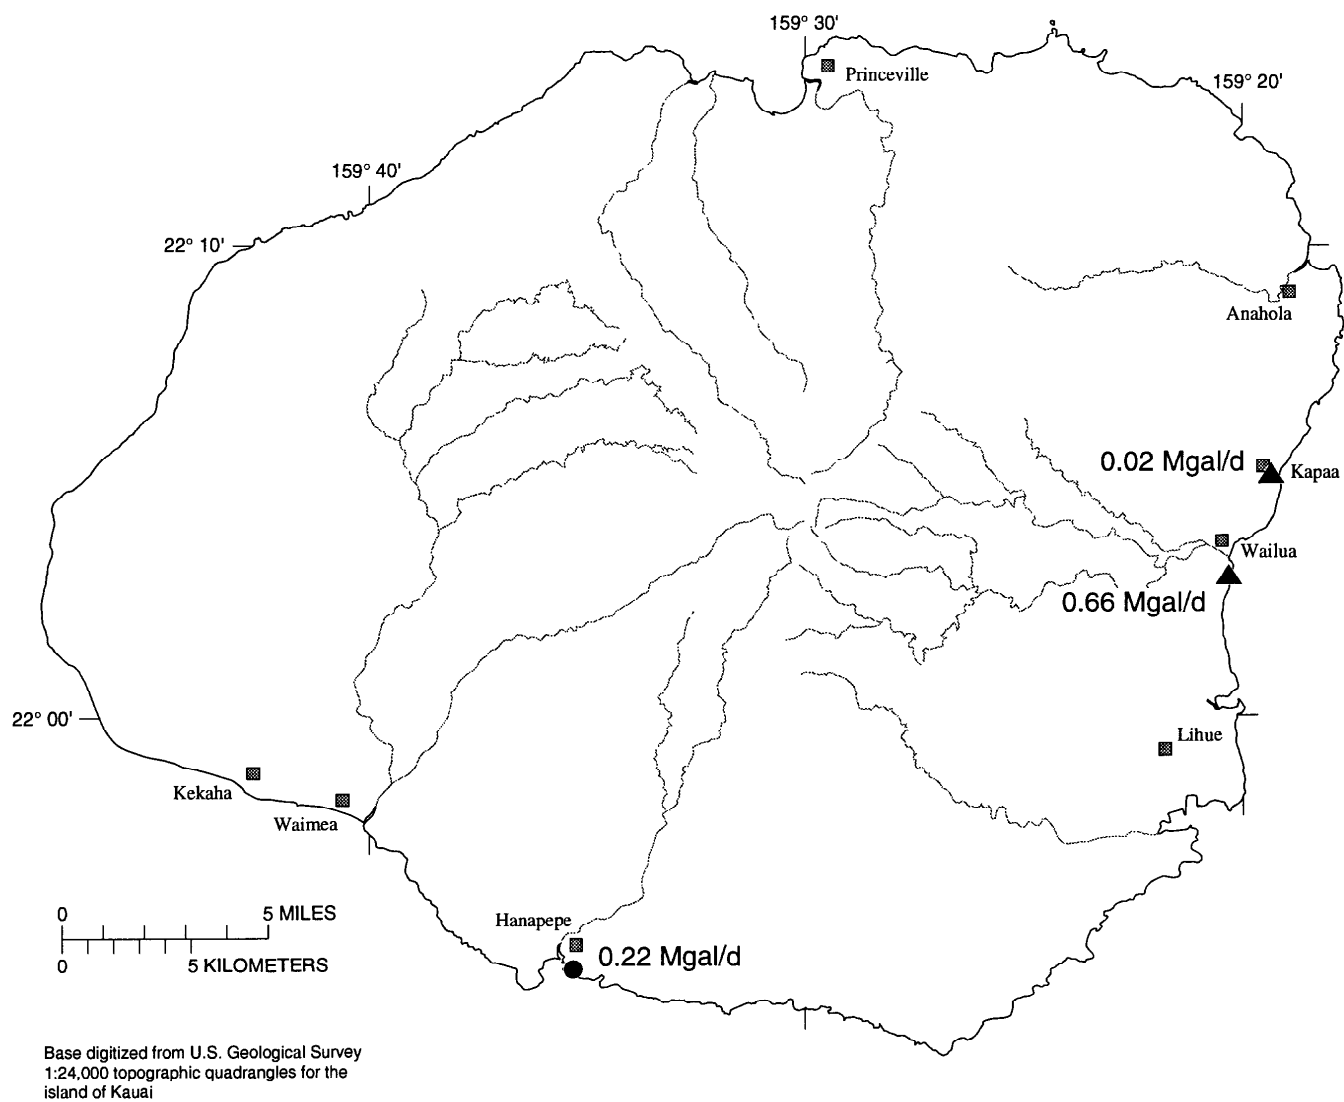 159° 30'
Princeville
159° 20'
159° 40'
22° 10'
Anahola
0.02 Mgal/d
Kapaa
Wailua
0.66 Mgal/d
22° 00'
Lihue
Kekaha
Waimea
0 5 MILES
0 5 KILOMETERS
Hanapepe
0.22 Mgal/d
Base digitized from U.S. Geological Survey
1:24,000 topographic quadrangles for the
island of Kauai